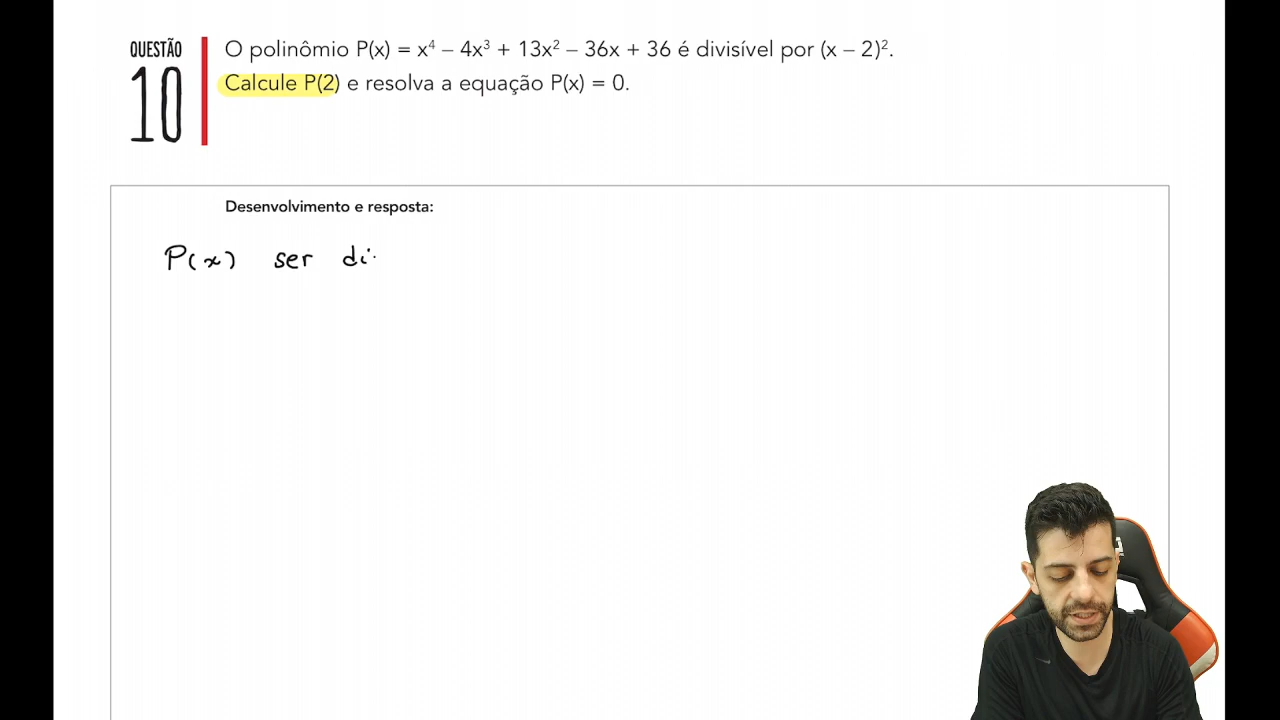 QUESTÃO
10
O polinômio P(x) = x⁴ – 4x³ + 13x² – 36x + 36 é divisível por (x – 2)².
Calcule P(2) e resolva a equação P(x) = 0.
Desenvolvimento e resposta:
P(x) ser di